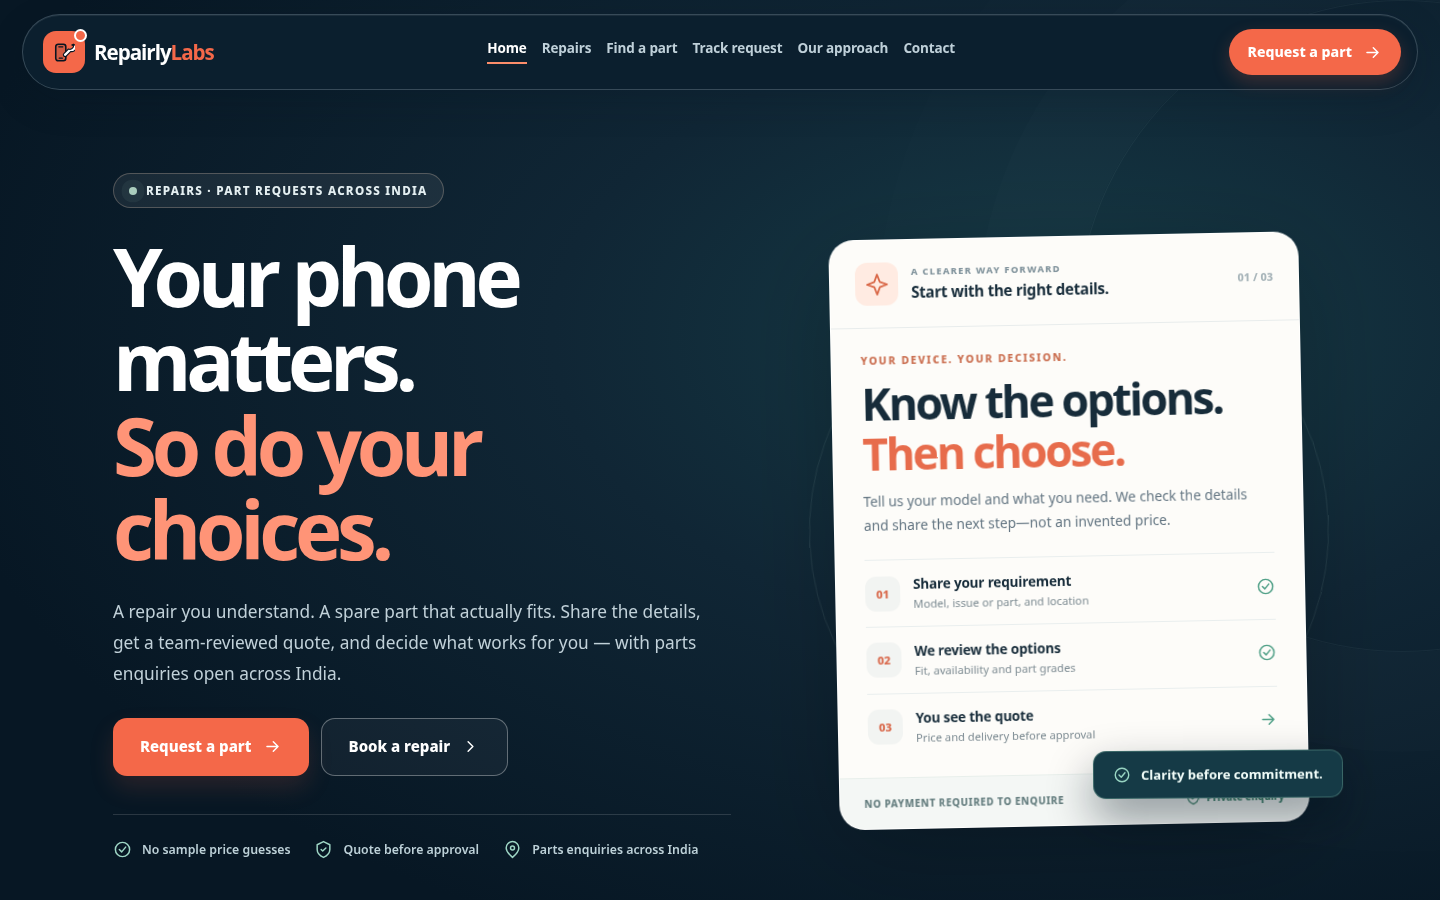 RepairlyLabs
Home Repairs Find a part Track request Our approach Contact
Request a part
REPAIRS · PART REQUESTS ACROSS INDIA
Your phone
matters.
So do your
choices.
A repair you understand. A spare part that actually fits. Share the details,
get a team-reviewed quote, and decide what works for you — with parts
enquiries open across India.
Request a part
Book a repair
No sample price guesses
Quote before approval
Parts enquiries across India
A CLEARER WAY FORWARD
Start with the right details.
01 / 03
YOUR DEVICE. YOUR DECISION.
Know the options.
Then choose.
Tell us your model and what you need. We check the details
and share the next step—not an invented price.
01
Share your requirement
Model, issue or part, and location
02
We review the options
Fit, availability and part grades
03
You see the quote
Price and delivery before approval
Clarity before commitment.
NO PAYMENT REQUIRED TO ENQUIRE
Private enquiry